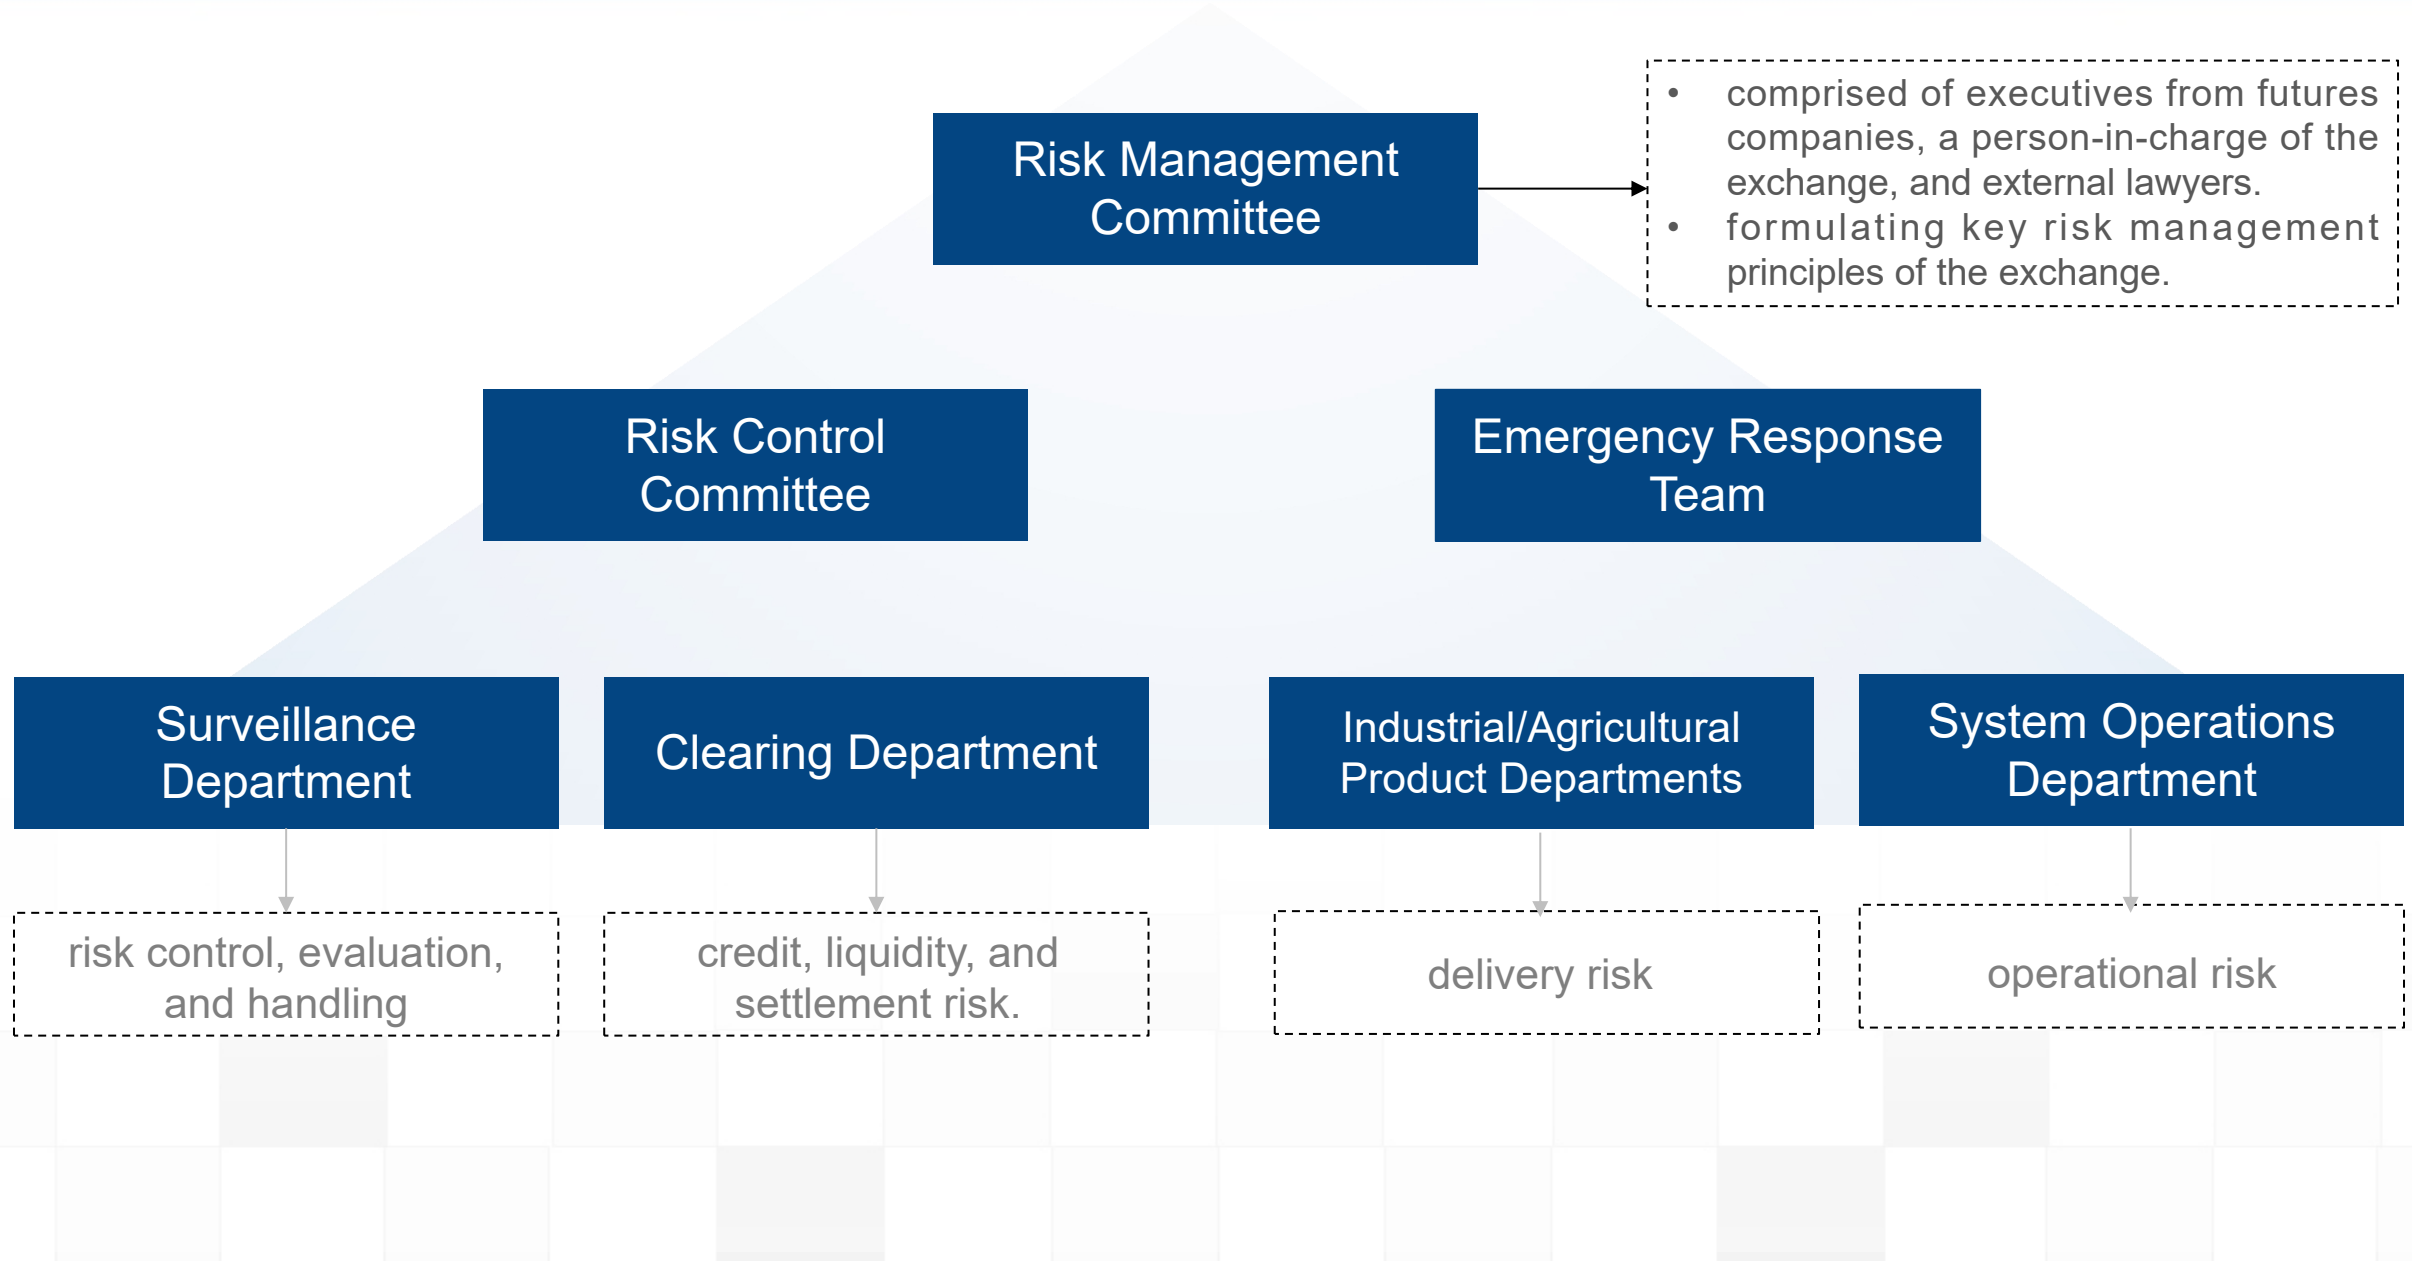 Risk Management
Committee
• comprised of executives from futures
companies, a person-in-charge of the
exchange, and external lawyers.
• formulating key risk management
principles of the exchange.
Risk Control
Committee
Emergency Response
Team
Surveillance
Department
Clearing Department
Industrial/Agricultural
Product Departments
System Operations
Department
risk control, evaluation,
and handling
credit, liquidity, and
settlement risk.
delivery risk
operational risk